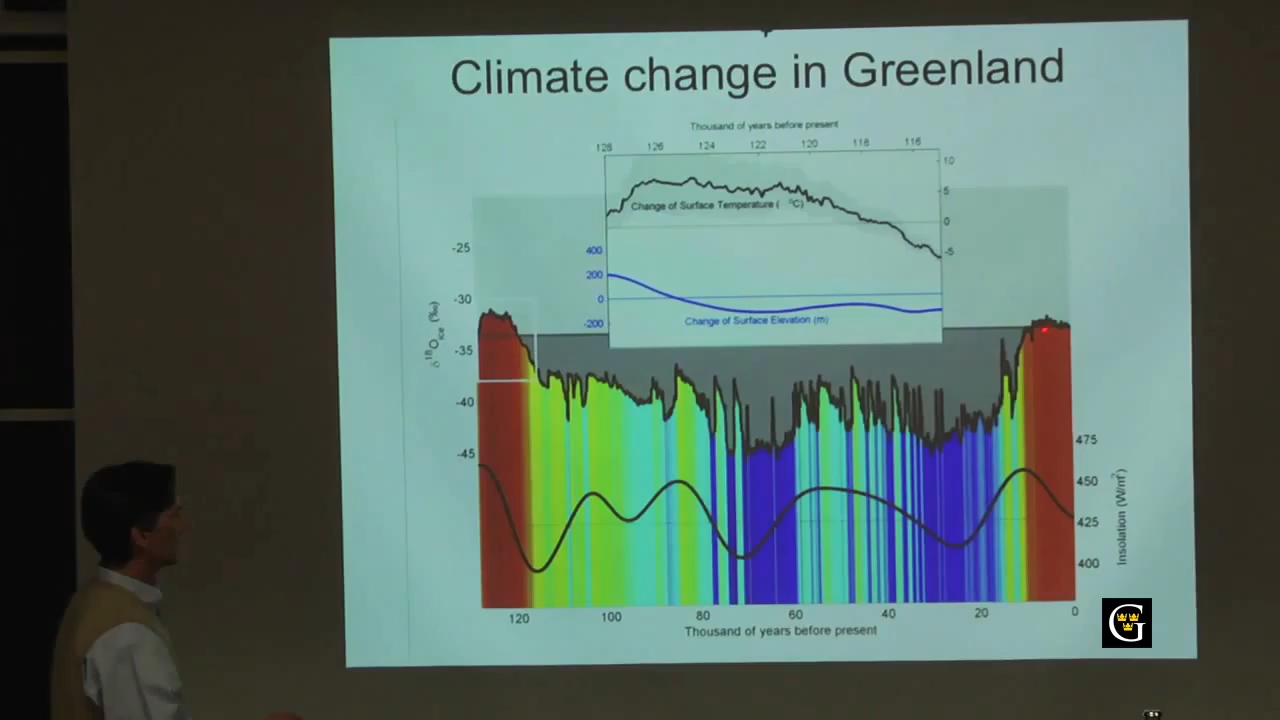 Climate change in Greenland
Thousand of years before present
128 126 124 122 120 118 116
10
5
0
-5
Change of Surface Temperature ( °C)
400
200
0
-200
Change of Surface Elevation (m)
-25
-30
-35
-40
-45
δ18Oice (‰)
475
450
425
400
Insolation (W/m2)
120 100 80 60 40 20 0
Thousand of years before present
G